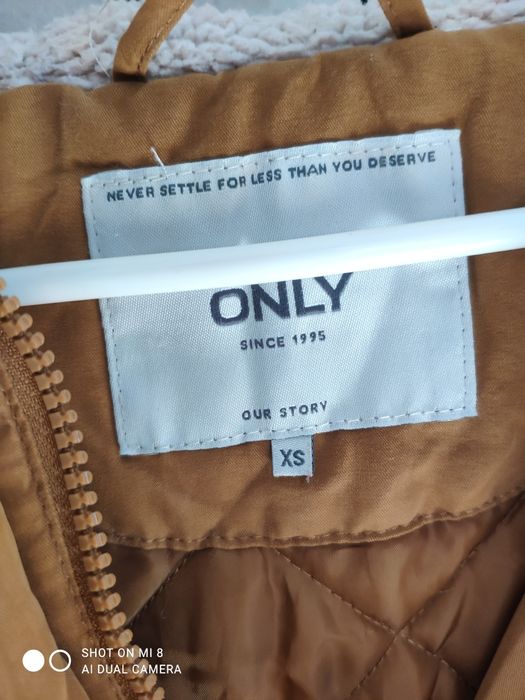 NEVER SETTLE FOR LESS THAN YOU DESERVE
ONLY
SINCE 1995
OUR STORY
XS
SHOT ON MI 8
AI DUAL CAMERA